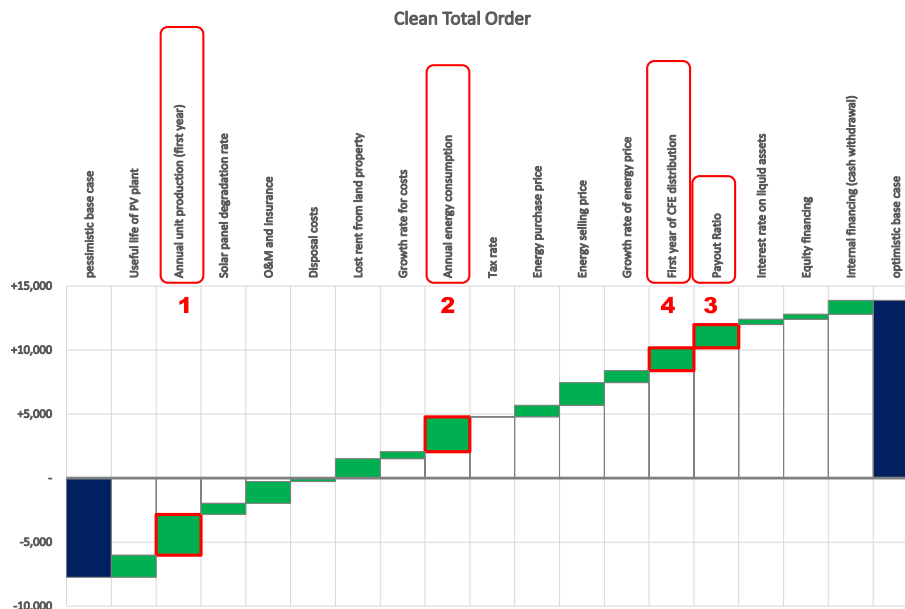 Clean Total Order
pessimistic base case
Useful life of PV plant
Annual unit production (first year)
Solar panel degradation rate
O&M and Insurance
Disposal costs
Lost rent from land property
Growth rate for costs
Annual energy consumption
Tax rate
Energy purchase price
Energy selling price
Growth rate of energy price
First year of CFE distribution
Payout Ratio
Interest rate on liquid assets
Equity financing
Internal financing (cash withdrawal)
optimistic base case
1
2
4
3
+15,000
+10,000
+5,000
-
-5,000
-10,000